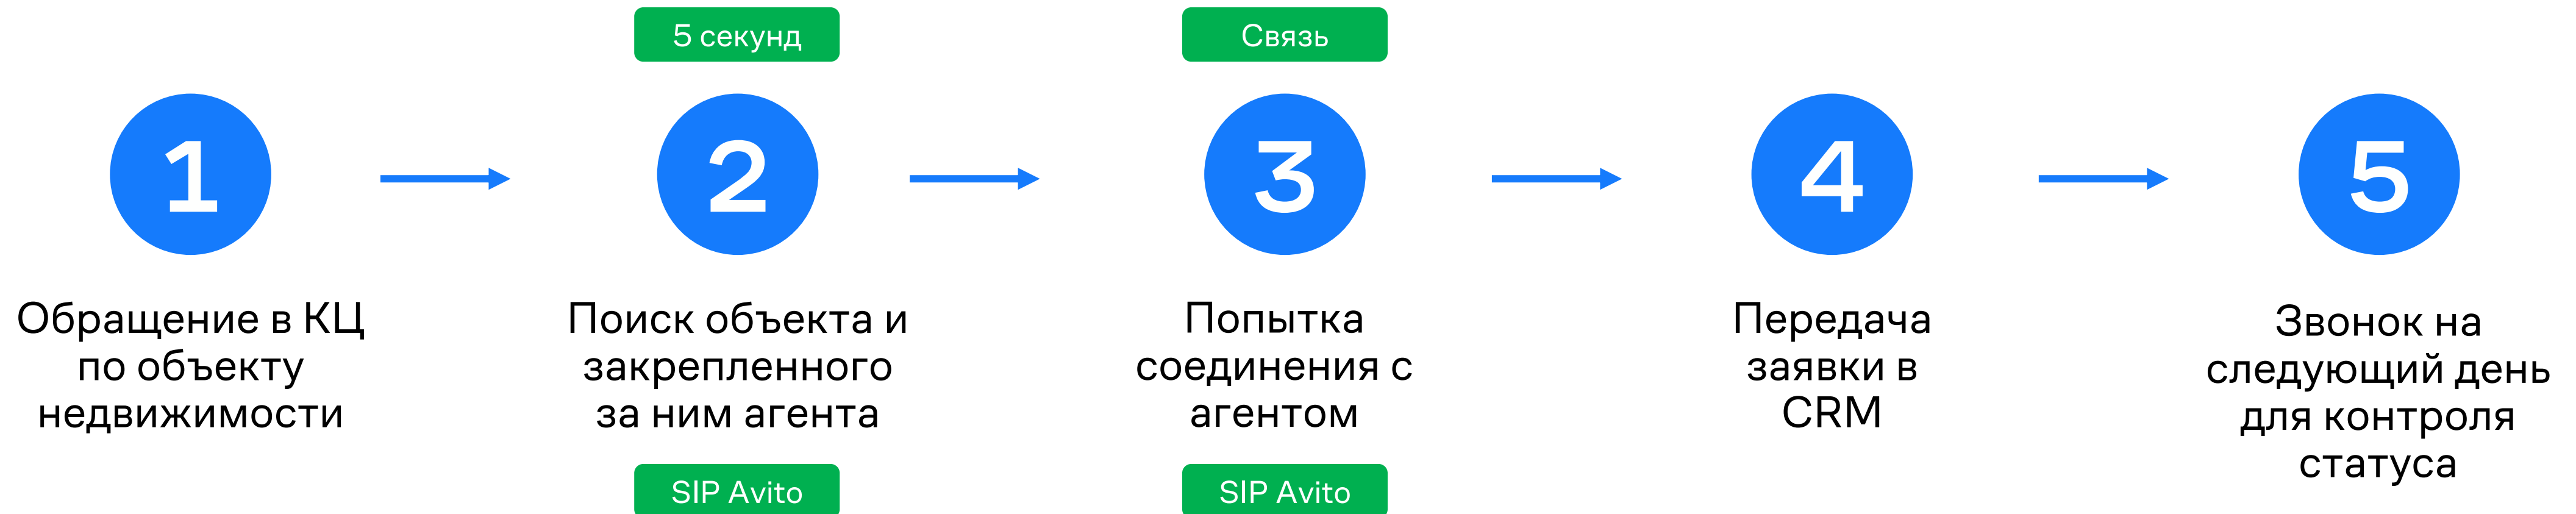 5 секунд
Связь
1
2
3
4
5
Обращение в КЦ
по объекту
недвижимости
Поиск объекта и
закрепленного
за ним агента
Попытка
соединения с
агентом
Передача
заявки в
CRM
Звонок на
следующий день
для контроля
статуса
SIP Avito
SIP Avito